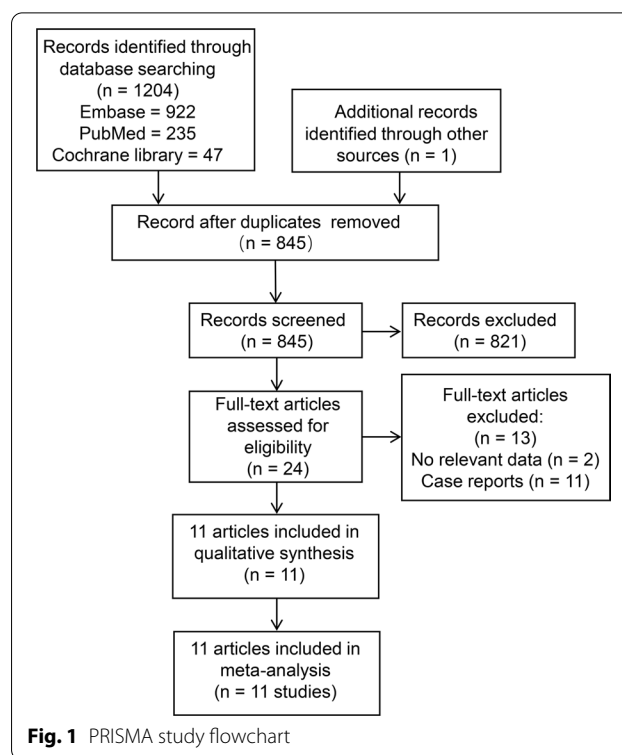 Records identified through
database searching
(n = 1204)
Embase = 922
PubMed = 235
Cochrane library = 47
Additional records
identified through other
sources (n = 1)
Record after duplicates removed
(n = 845)
Records screened
(n = 845)
Records excluded
(n = 821)
Full-text articles
assessed for
eligibility
(n = 24)
Full-text articles
excluded:
(n = 13)
No relevant data (n = 2)
Case reports (n = 11)
11 articles included in
qualitative synthesis
(n = 11)
11 articles included in
meta-analysis
(n = 11 studies)
Fig. 1 PRISMA study flowchart